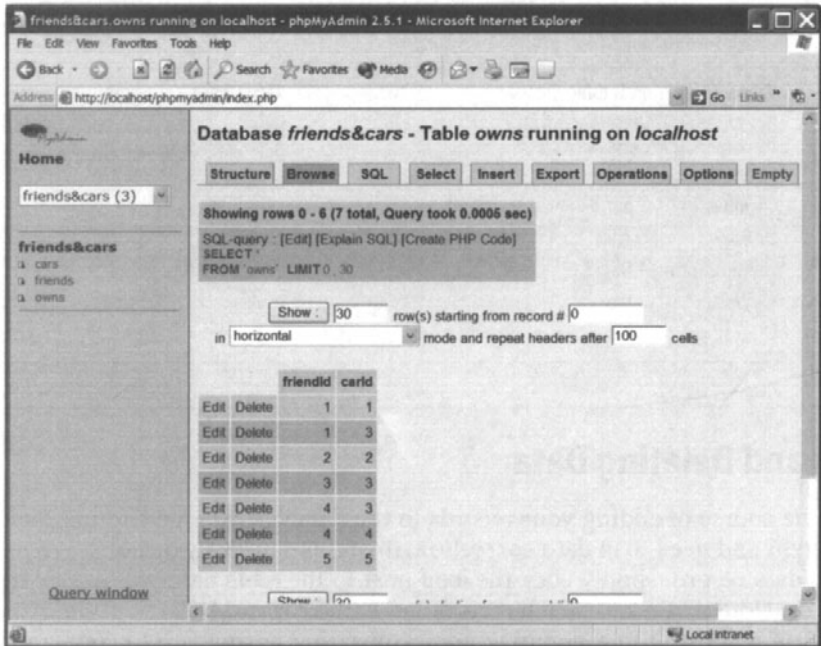 friends&cars.owns running on localhost - phpMyAdmin 2.5.1 - Microsoft Internet Explorer
File Edit View Favorites Tools Help
Back Search Favorites Media
Address http://localhost/phpmyadmin/index.php Go Links »
Home
friends&cars (3)
friends&cars
cars
friends
owns
Query window
Database friends&cars - Table owns running on localhost
Structure Browse SQL Select Insert Export Operations Options Empty
Showing rows 0 - 6 (7 total, Query took 0.0005 sec)
SQL-query : [Edit] [Explain SQL] [Create PHP Code]
SELECT *
FROM `owns` LIMIT 0 , 30
Show : 30 row(s) starting from record # 0
in horizontal mode and repeat headers after 100 cells
friendId carId
Edit Delete 1 1
Edit Delete 1 3
Edit Delete 2 2
Edit Delete 3 3
Edit Delete 4 3
Edit Delete 4 4
Edit Delete 5 5
Show : 30
Local intranet